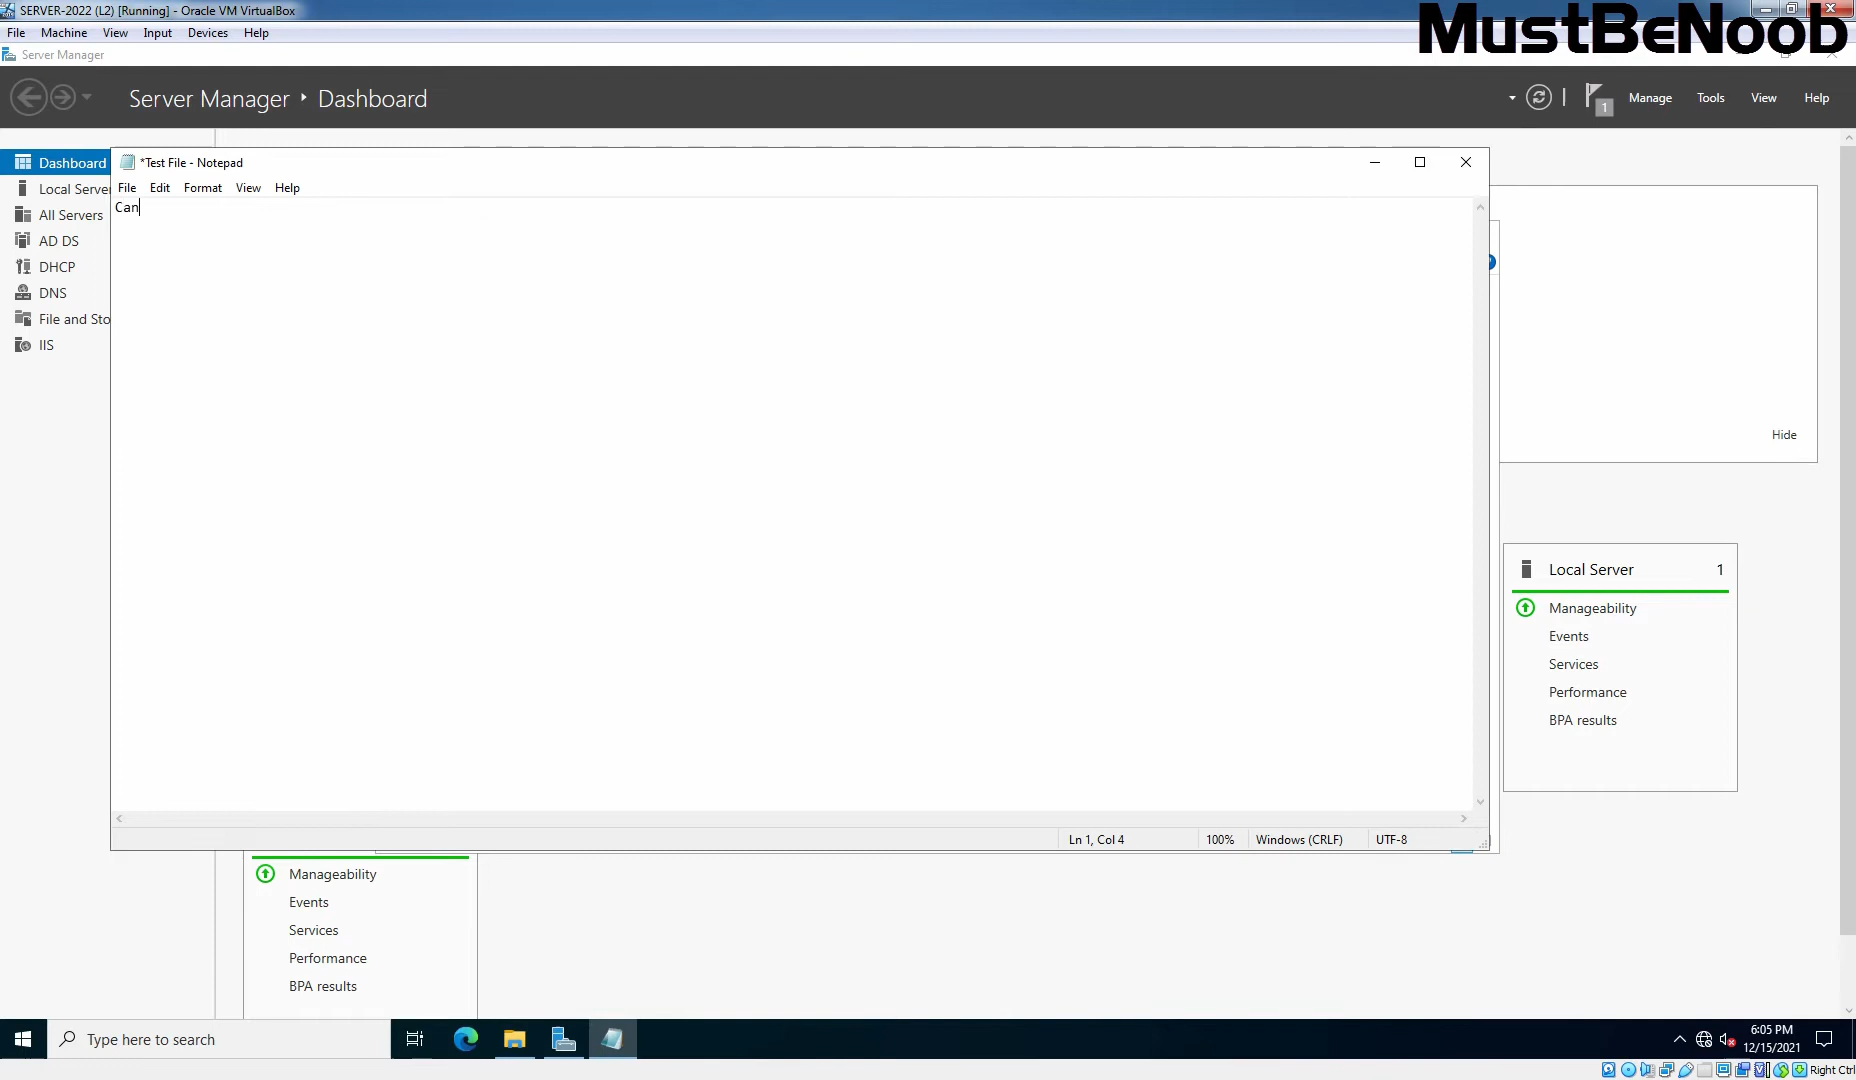 SERVER-2022 (L2) [Running] - Oracle VM VirtualBox
MustBeNoob
File Machine View Input Devices Help
Server Manager
Server Manager Dashboard
1 Manage Tools View Help
Dashboard
Local Server
All Servers
AD DS
DHCP
DNS
File and Sto
IIS
*Test File - Notepad
File Edit Format View Help
Can
Ln 1, Col 4 100% Windows (CRLF) UTF-8
Hide
Local Server 1
Manageability
Events
Services
Performance
BPA results
Manageability
Events
Services
Performance
BPA results
Type here to search
6:05 PM
12/15/2021
Right Ctrl